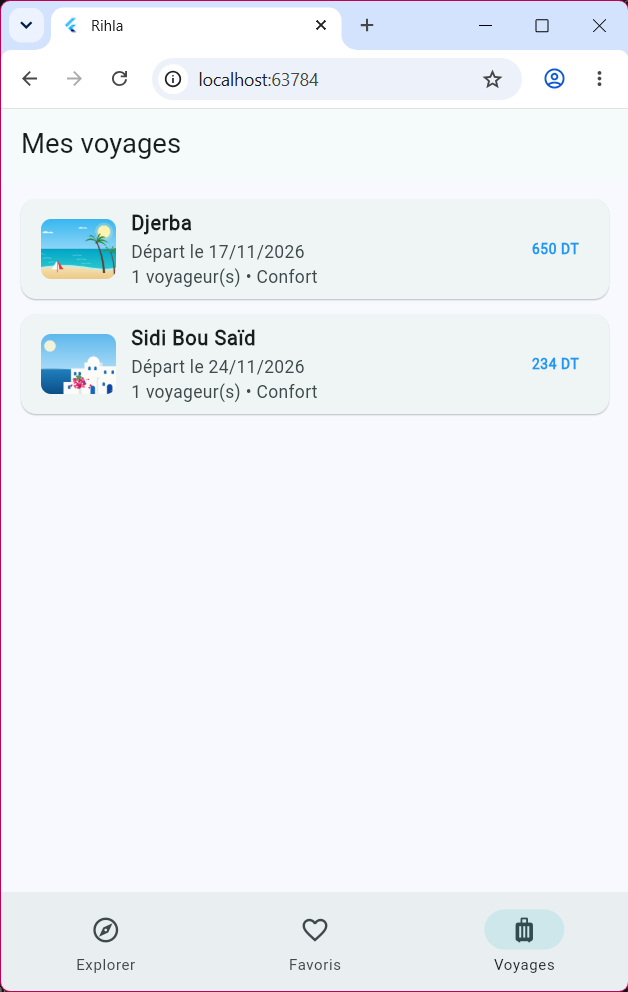 Rihla
localhost:63784
Mes voyages
Djerba
Départ le 17/11/2026
1 voyageur(s) • Confort
650 DT
Sidi Bou Saïd
Départ le 24/11/2026
1 voyageur(s) • Confort
234 DT
Explorer
Favoris
Voyages